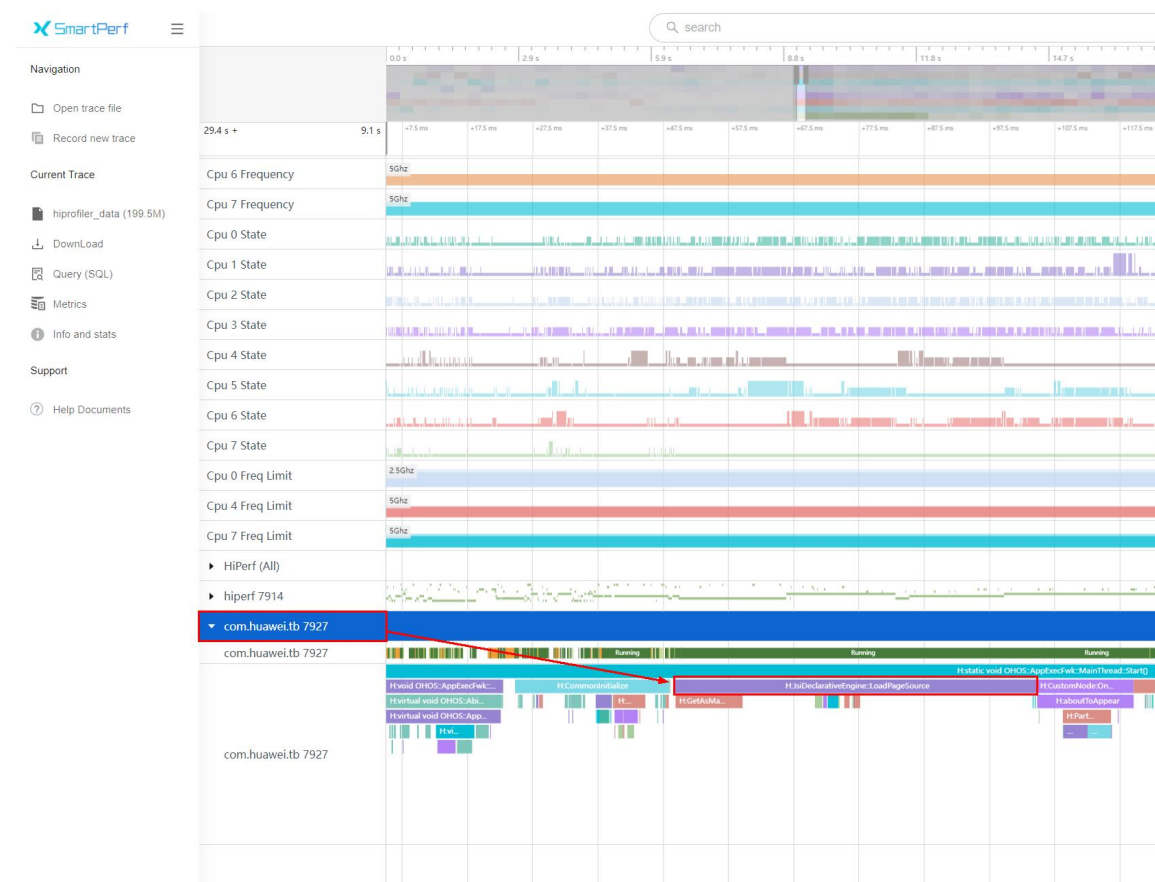 SmartPerf
search
Navigation
Open trace file
Record new trace
Current Trace
hiprofiler_data (199.5M)
DownLoad
Query (SQL)
Metrics
Info and stats
Support
Help Documents
0.0 s 2.9 s 5.9 s 8.8 s 11.8 s 14.7 s
29.4 s + 9.1 s +7.5 ms +17.5 ms +27.5 ms +37.5 ms +47.5 ms +57.5 ms +67.5 ms +77.5 ms +87.5 ms +97.5 ms +107.5 ms +117.5 ms
Cpu 6 Frequency 5Ghz
Cpu 7 Frequency 5Ghz
Cpu 0 State
Cpu 1 State
Cpu 2 State
Cpu 3 State
Cpu 4 State
Cpu 5 State
Cpu 6 State
Cpu 7 State
Cpu 0 Freq Limit 2.5Ghz
Cpu 4 Freq Limit 5Ghz
Cpu 7 Freq Limit 5Ghz
HiPerf (All)
hiperf 7914
com.huawei.tb 7927
com.huawei.tb 7927 Running Running Running
H:static void OHOS::AppExecFwk::MainThread::Start()
H:void OHOS::AppExecFwk::... H:CommonInitialize H:JsiDeclarativeEngine::LoadPageSource H:CustomNode:On...
H:virtual void OHOS::Abi... H:... H:GetAsMa... H:aboutToAppear
H:virtual void OHOS::App... H:Part...
H:vi... ... ...
com.huawei.tb 7927